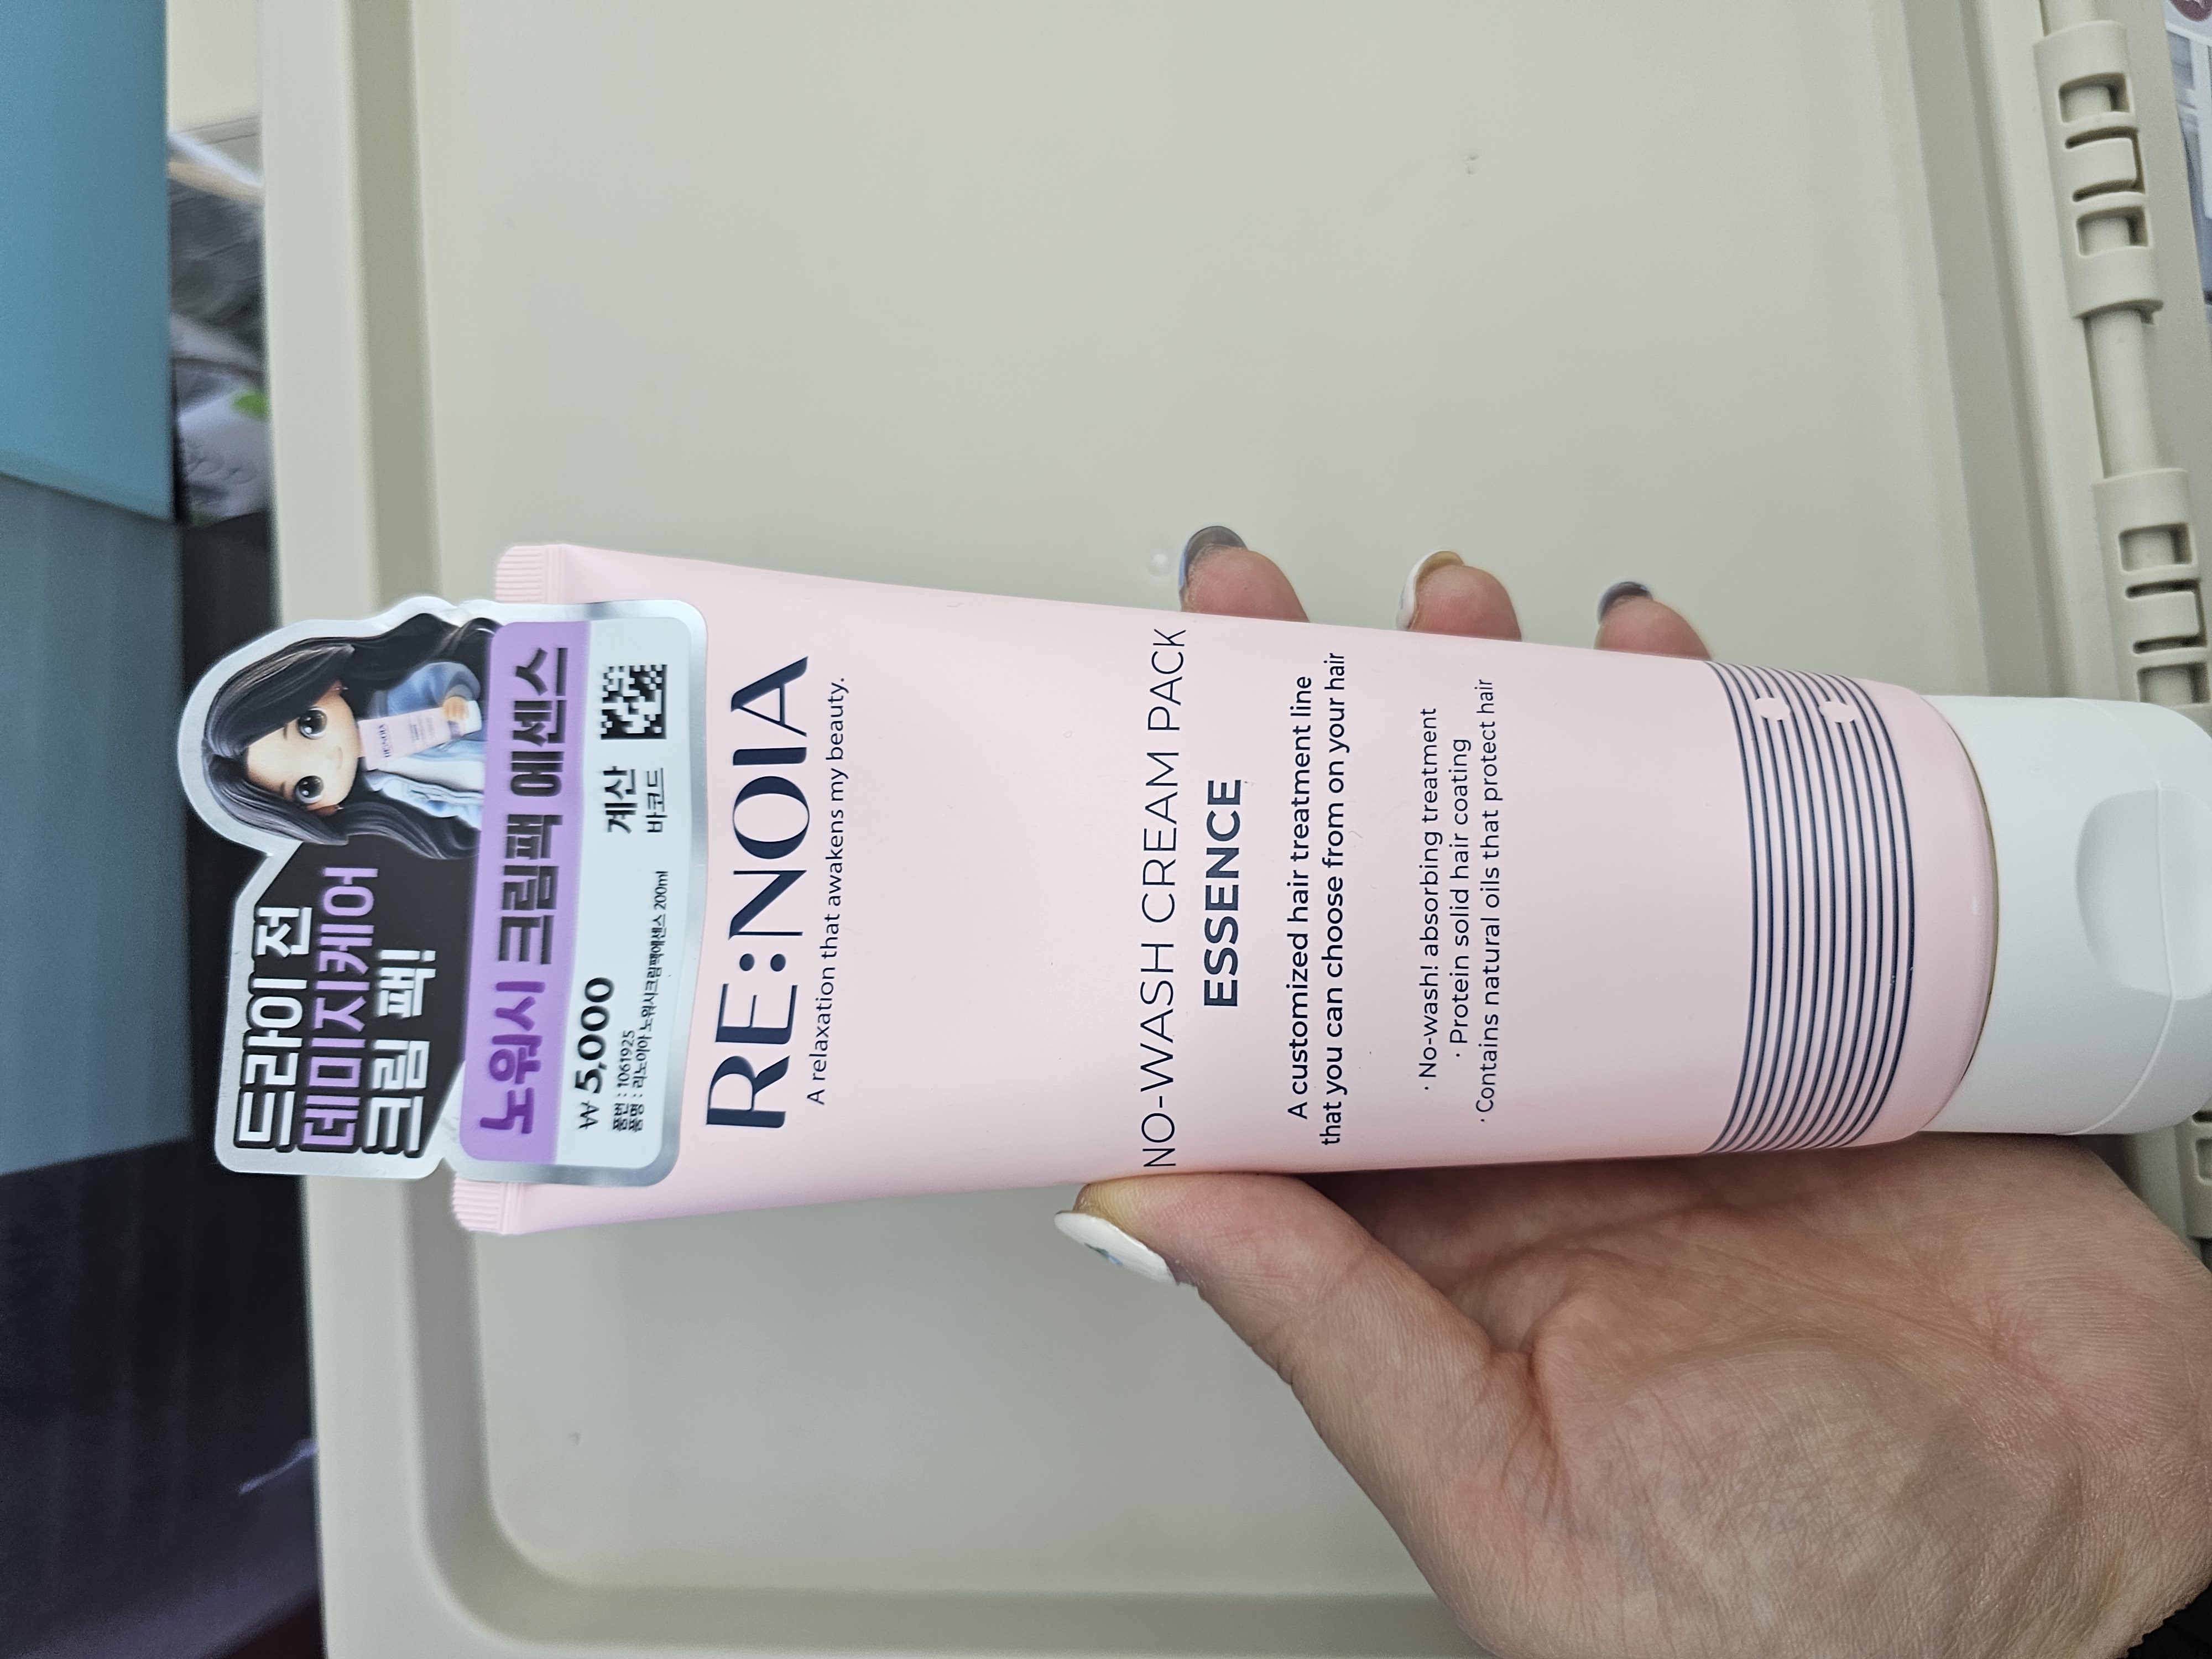 드라이 전
데미지케어
크림 팩!
노워시 크림팩 에센스
₩ 5,000
계산
바코드
품번 : 1061925
품명 : 리노이아 노워시크림팩에센스 200ml
RE:NOIA
A relaxation that awakens my beauty.
NO-WASH CREAM PACK
ESSENCE
A customized hair treatment line
that you can choose from on your hair
· No-wash! absorbing treatment
· Protein solid hair coating
· Contains natural oils that protect hair